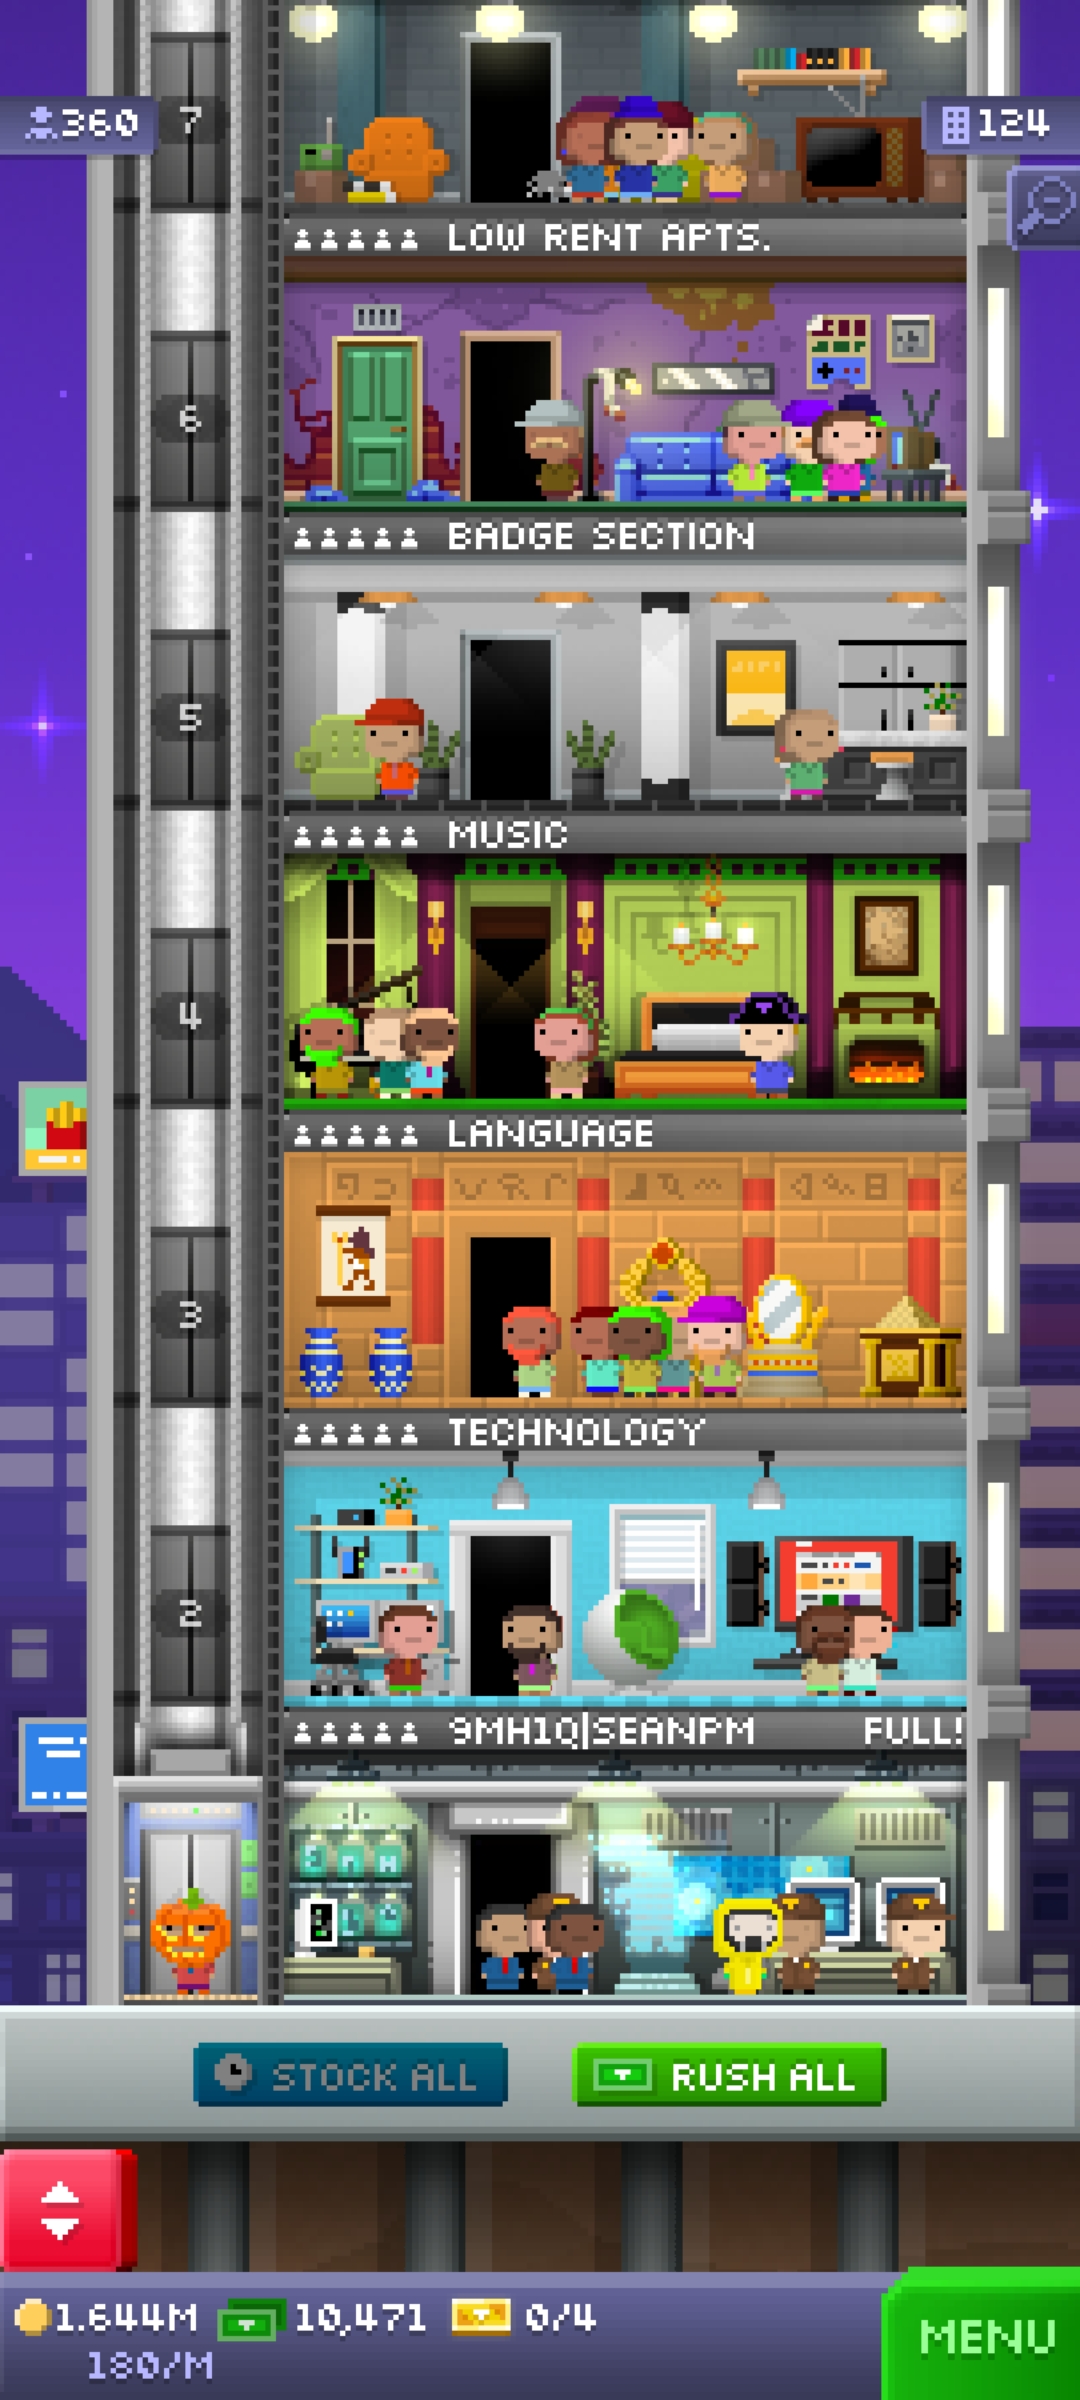 360
7
124
LOW RENT APTS.
6
BADGE SECTION
5
MUSIC
4
LANGUAGE
3
TECHNOLOGY
2
9MH1Q|SEANPM FULL!
STOCK ALL
RUSH ALL
1.644M 10,471 0/4
180/M
MENU